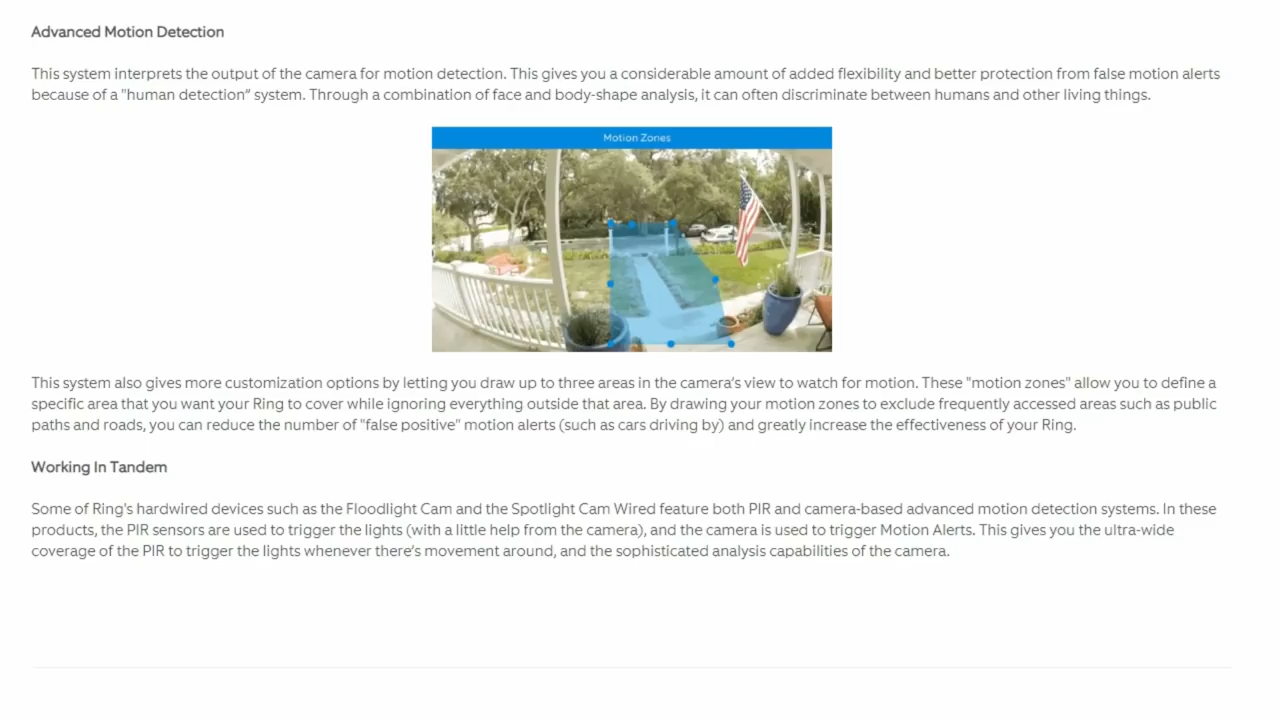 Advanced Motion Detection
This system interprets the output of the camera for motion detection. This gives you a considerable amount of added flexibility and better protection from false motion alerts
because of a "human detection” system. Through a combination of face and body-shape analysis, it can often discriminate between humans and other living things.
Motion Zones
This system also gives more customization options by letting you draw up to three areas in the camera’s view to watch for motion. These "motion zones" allow you to define a
specific area that you want your Ring to cover while ignoring everything outside that area. By drawing your motion zones to exclude frequently accessed areas such as public
paths and roads, you can reduce the number of "false positive" motion alerts (such as cars driving by) and greatly increase the effectiveness of your Ring.
Working In Tandem
Some of Ring's hardwired devices such as the Floodlight Cam and the Spotlight Cam Wired feature both PIR and camera-based advanced motion detection systems. In these
products, the PIR sensors are used to trigger the lights (with a little help from the camera), and the camera is used to trigger Motion Alerts. This gives you the ultra-wide
coverage of the PIR to trigger the lights whenever there’s movement around, and the sophisticated analysis capabilities of the camera.